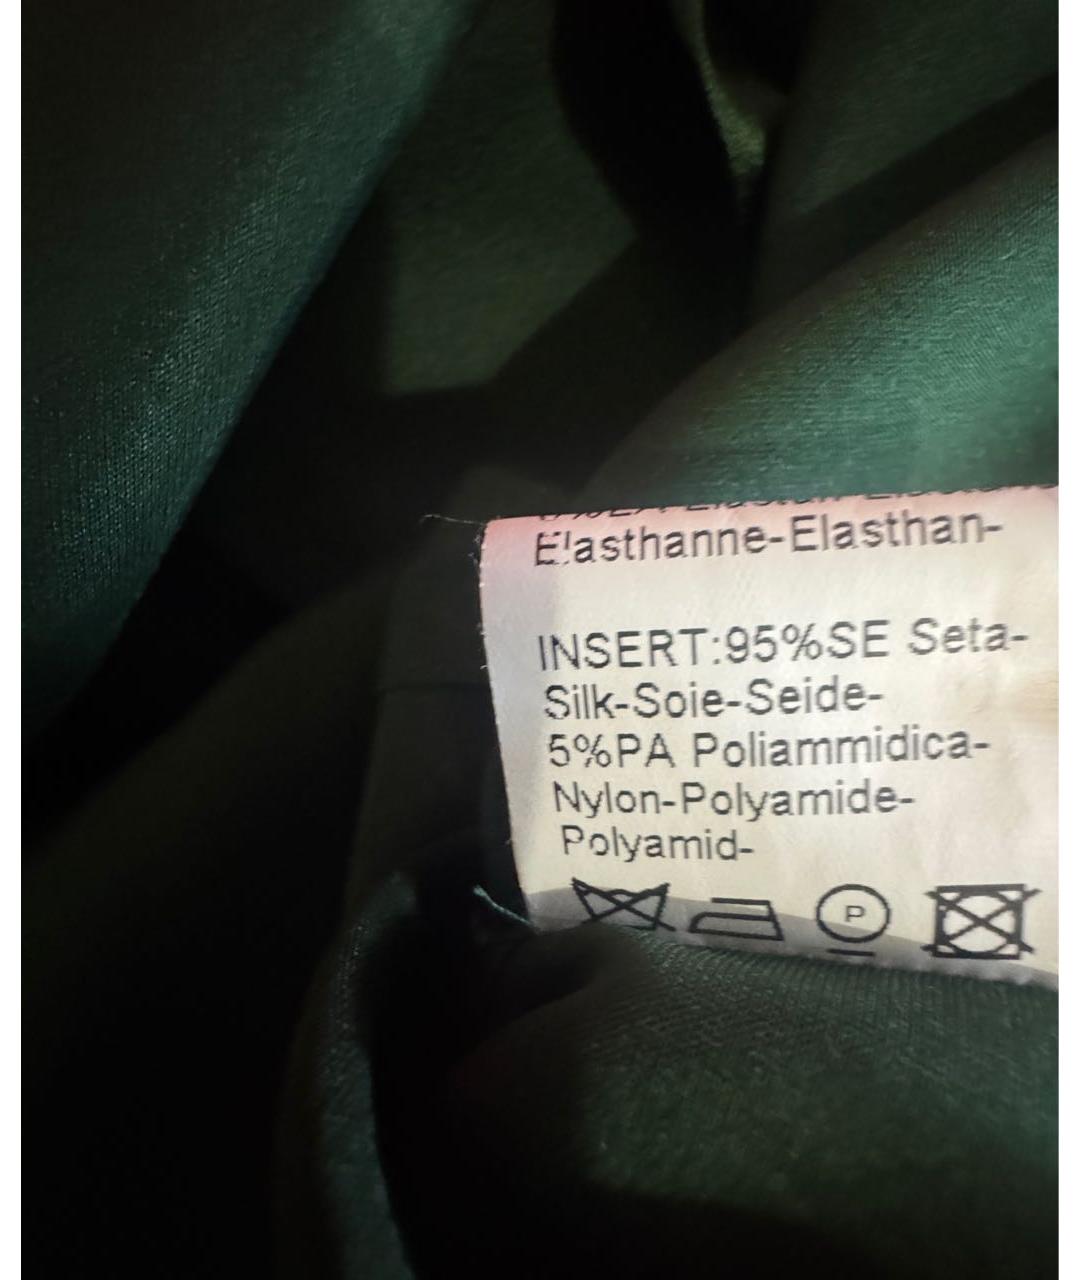 Elasthanne-Elasthan-
INSERT:95%SE Seta-
Silk-Soie-Seide-
5%PA Poliammidica-
Nylon-Polyamide-
Polyamid-
P